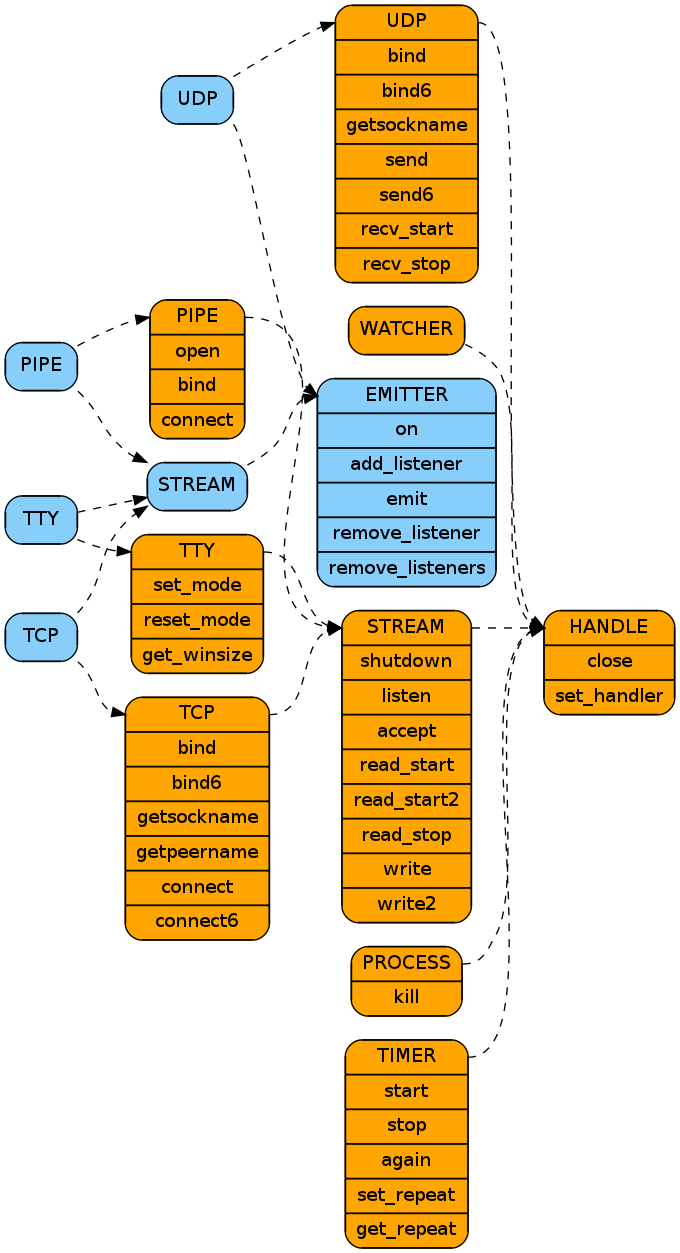 UDP
bind
bind6
getsockname
send
send6
recv_start
recv_stop
UDP
WATCHER
PIPE
open
bind
connect
PIPE
EMITTER
on
add_listener
emit
remove_listener
remove_listeners
STREAM
TTY
TTY
set_mode
reset_mode
get_winsize
TCP
STREAM
shutdown
listen
accept
read_start
read_start2
read_stop
write
write2
HANDLE
close
set_handler
TCP
bind
bind6
getsockname
getpeername
connect
connect6
PROCESS
kill
TIMER
start
stop
again
set_repeat
get_repeat